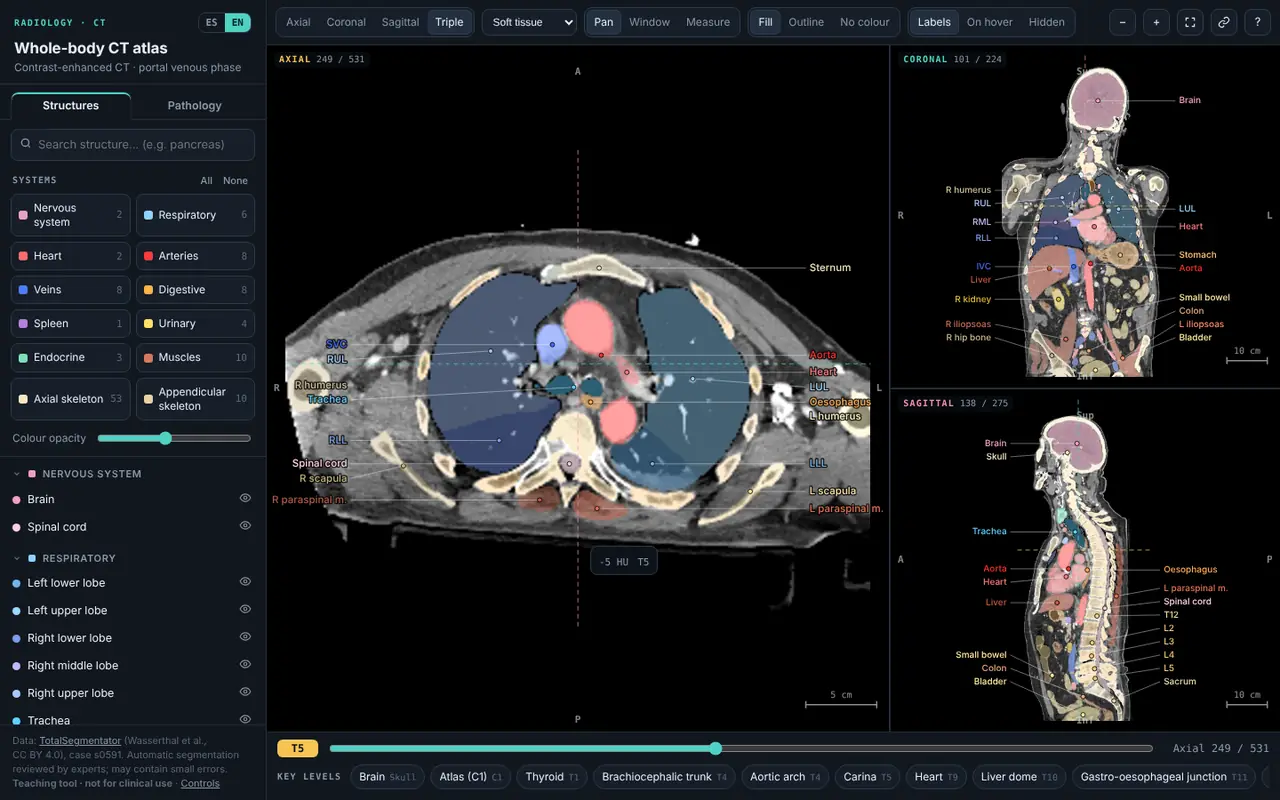 RADIOLOGY · CT
ES EN
Whole-body CT atlas
Contrast-enhanced CT · portal venous phase
Structures Pathology
Search structure... (e.g. pancreas)
SYSTEMS All None
Nervous system 2
Respiratory 6
Heart 2
Arteries 8
Veins 8
Digestive 8
Spleen 1
Urinary 4
Endocrine 3
Muscles 10
Axial skeleton 53
Appendicular skeleton 10
Colour opacity
NERVOUS SYSTEM
Brain
Spinal cord
RESPIRATORY
Left lower lobe
Left upper lobe
Right lower lobe
Right middle lobe
Right upper lobe
Trachea
Data: TotalSegmentator (Wasserthal et al.,
CC BY 4.0), case s0591. Automatic segmentation
reviewed by experts; may contain small errors.
Teaching tool · not for clinical use · Controls
Axial Coronal Sagittal Triple
Soft tissue
Pan Window Measure
Fill Outline No colour
Labels On hover Hidden
− + ?
AXIAL 249 / 531
A
R
L
P
Sternum
SVC
RUL
R humerus
Trachea
RLL
Spinal cord
R scapula
R paraspinal m.
Aorta
Heart
LUL
Oesophagus
L humerus
LLL
L scapula
L paraspinal m.
-5 HU T5
5 cm
CORONAL 101 / 224
Su
R
L
Inf
Brain
R humerus
RUL
RML
RLL
IVC
Liver
R kidney
R iliopsoas
R hip bone
LUL
Heart
Stomach
Aorta
Small bowel
Colon
L iliopsoas
Bladder
10 cm
SAGITTAL 138 / 275
Sup
A
P
Inf
Brain
Skull
Trachea
Aorta
Heart
Liver
Small bowel
Colon
Bladder
Oesophagus
L paraspinal m.
Spinal cord
T12
L2
L3
L4
L5
Sacrum
10 cm
T5 Axial 249 / 531
KEY LEVELS Brain Skull Atlas (C1) C1 Thyroid T1 Brachiocephalic trunk T4 Aortic arch T4 Carina T5 Heart T9 Liver dome T10 Gastro-oesophageal junction T11